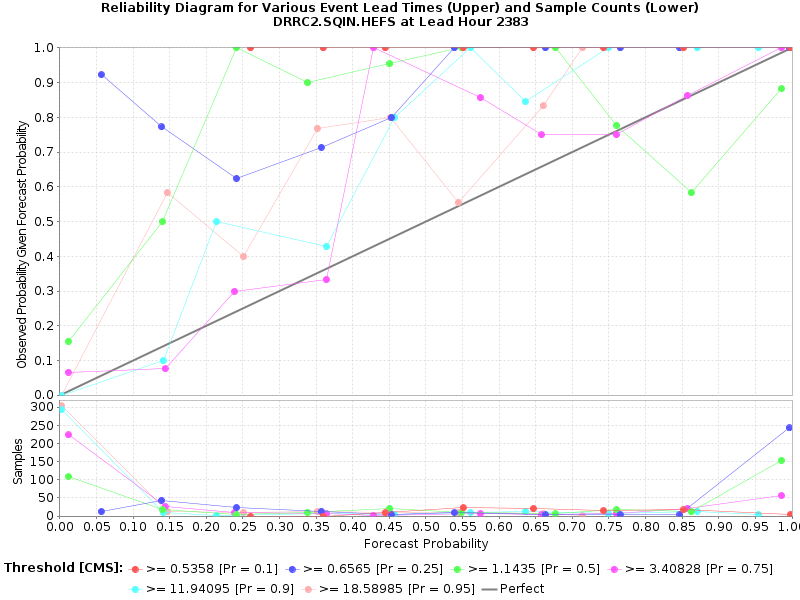 Reliability Diagram for Various Event Lead Times (Upper) and Sample Counts (Lower)
DRRC2.SQIN.HEFS at Lead Hour 2383
Observed Probability Given Forecast Probability
1.0
0.9
0.8
0.7
0.6
0.5
0.4
0.3
0.2
0.1
0.0
Samples
300
250
200
150
100
50
0
0.00 0.05 0.10 0.15 0.20 0.25 0.30 0.35 0.40 0.45 0.50 0.55 0.60 0.65 0.70 0.75 0.80 0.85 0.90 0.95 1.0
Forecast Probability
Threshold [CMS]: >= 0.5358 [Pr = 0.1] >= 0.6565 [Pr = 0.25] >= 1.1435 [Pr = 0.5] >= 3.40828 [Pr = 0.75]
>= 11.94095 [Pr = 0.9] >= 18.58985 [Pr = 0.95] Perfect